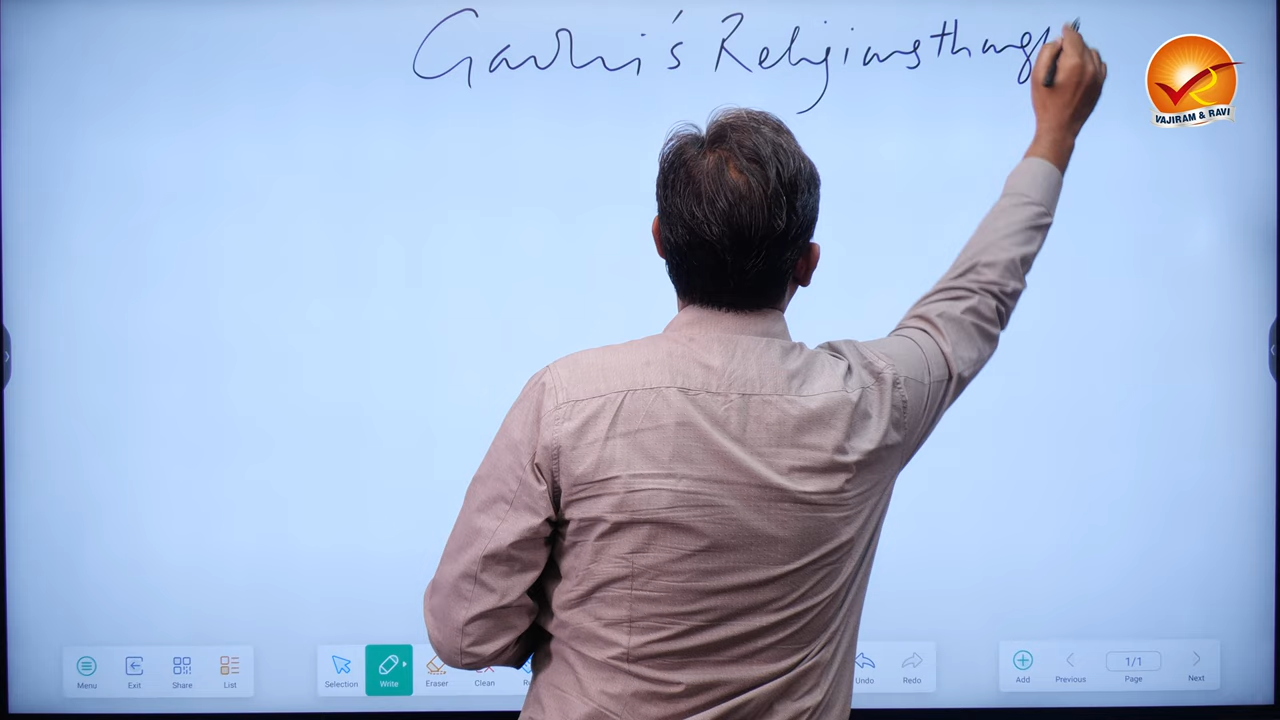 Gandhi's Religious though
VAJIRAM & RAVI
Menu
Exit
Share
List
Selection
Write
Eraser
Clean
Undo
Redo
Add
Previous
1/1
Page
Next